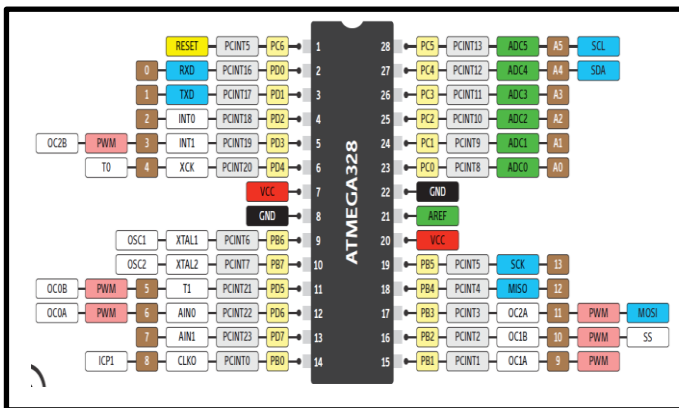 RESET PCINT5 PC6 1 28 PC5 PCINT13 ADC5 A5 SCL
0 RXD PCINT16 PD0 2 27 PC4 PCINT12 ADC4 A4 SDA
1 TXD PCINT17 PD1 3 26 PC3 PCINT11 ADC3 A3
2 INT0 PCINT18 PD2 4 25 PC2 PCINT10 ADC2 A2
OC2B PWM 3 INT1 PCINT19 PD3 5 24 PC1 PCINT9 ADC1 A1
T0 4 XCK PCINT20 PD4 6 23 PC0 PCINT8 ADC0 A0
VCC 7 22 GND
GND 8 21 AREF
ATMEGA328
OSC1 XTAL1 PCINT6 PB6 9 20 VCC
OSC2 XTAL2 PCINT7 PB7 10 19 PB5 PCINT5 SCK 13
OC0B PWM 5 T1 PCINT21 PD5 11 18 PB4 PCINT4 MISO 12
OC0A PWM 6 AIN0 PCINT22 PD6 12 17 PB3 PCINT3 OC2A 11 PWM MOSI
7 AIN1 PCINT23 PD7 13 16 PB2 PCINT2 OC1B 10 PWM SS
ICP1 8 CLK0 PCINT0 PB0 14 15 PB1 PCINT1 OC1A 9 PWM